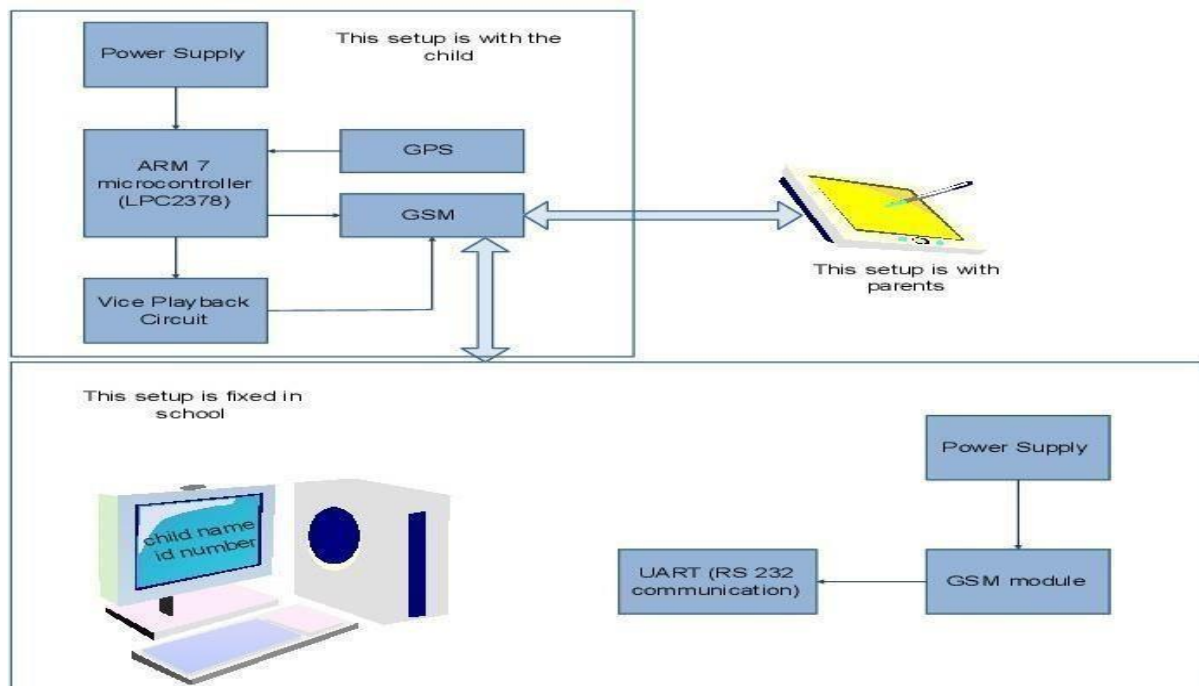 Power Supply
This setup is with the
child
ARM 7
microcontroller
(LPC2378)
GPS
GSM
Vice Playback
Circuit
This setup is with
parents
This setup is fixed in
school
child name
id number
Power Supply
UART (RS 232
communication)
GSM module